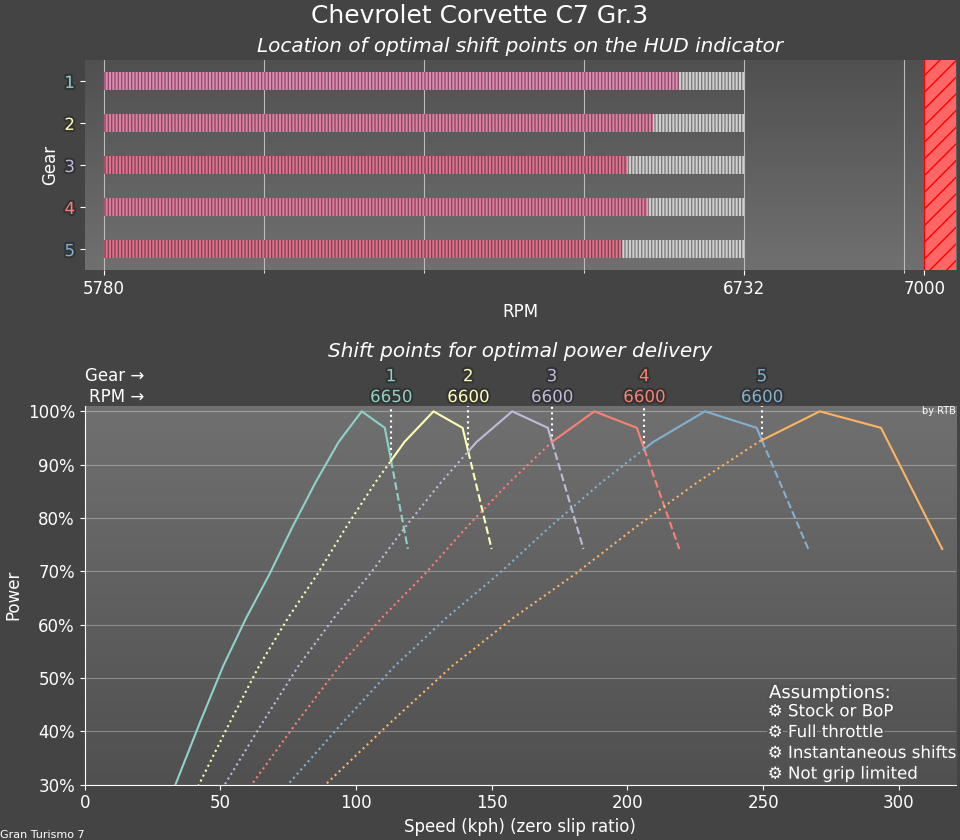 Chevrolet Corvette C7 Gr.3
Location of optimal shift points on the HUD indicator
Gear
1
2
3
4
5
5780 6732 7000
RPM
Shift points for optimal power delivery
Gear → 1 2 3 4 5
RPM → 6650 6600 6600 6600 6600
by RTB
Power
100%
90%
80%
70%
60%
50%
40%
30%
Assumptions:
⚙ Stock or BoP
⚙ Full throttle
⚙ Instantaneous shifts
⚙ Not grip limited
0 50 100 150 200 250 300
Speed (kph) (zero slip ratio)
Gran Turismo 7